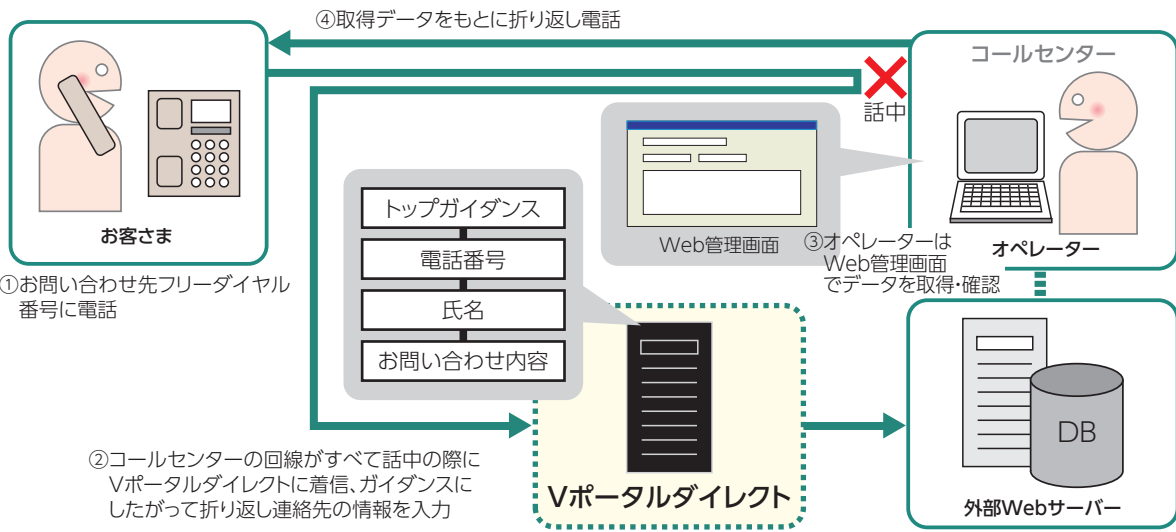 ④取得データをもとに折り返し電話
コールセンター
話中
お客さま
トップガイダンス
電話番号
氏名
お問い合わせ内容
Web管理画面
③オペレーターは
Web管理画面
でデータを取得・確認
オペレーター
①お問い合わせ先フリーダイヤル
番号に電話
②コールセンターの回線がすべて話中の際に
Vポータルダイレクトに着信、ガイダンスに
したがって折り返し連絡先の情報を入力
Vポータルダイレクト
DB
外部Webサーバー